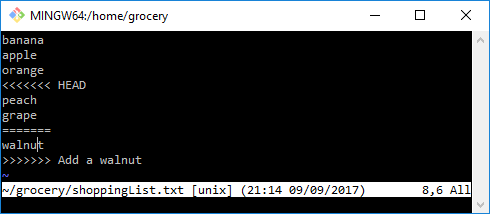 MINGW64:/home/grocery
banana
apple
orange
<<<<<<< HEAD
peach
grape
=======
walnut
>>>>>>> Add a walnut
~
~/grocery/shoppingList.txt [unix] (21:14 09/09/2017) 8,6 All